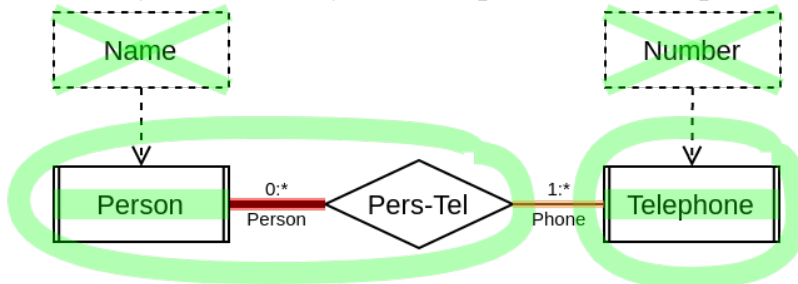 Name
Number
Person
0:*
Person
Pers-Tel
1:*
Phone
Telephone